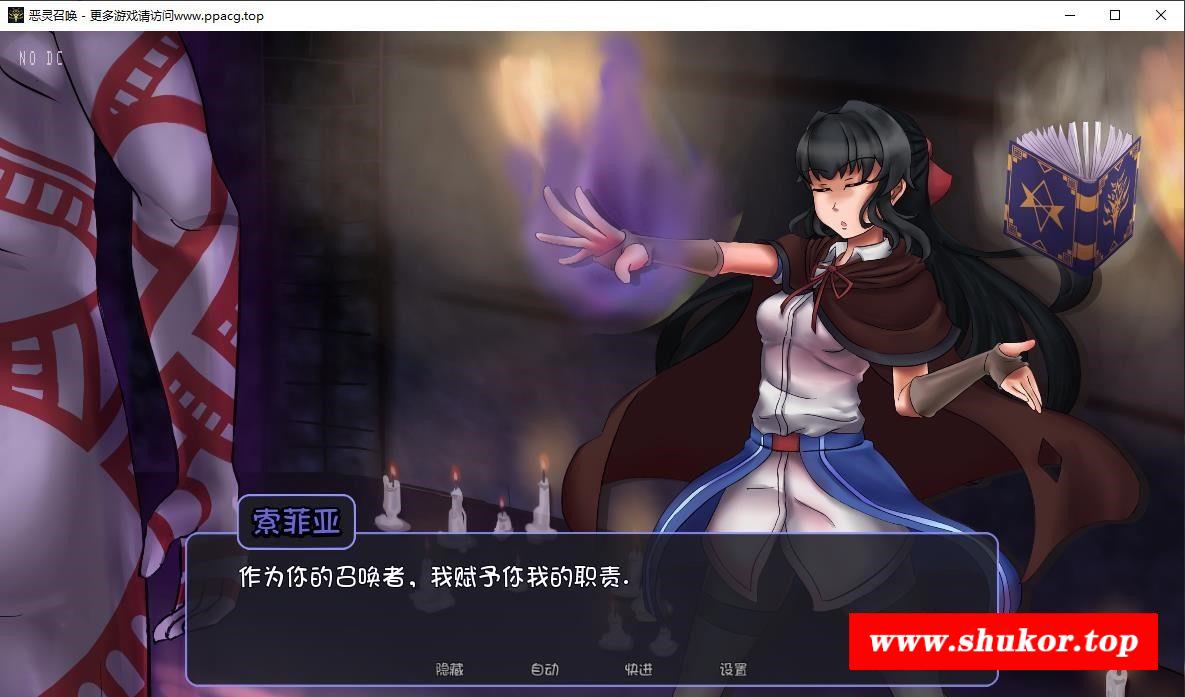 恶灵召唤 - 更多游戏请访问www.ppacg.top
NO DC
索菲亚
作为你的召唤者，我赋予你我的职责.
www.shukor.top
隐藏 自动 快进 设置